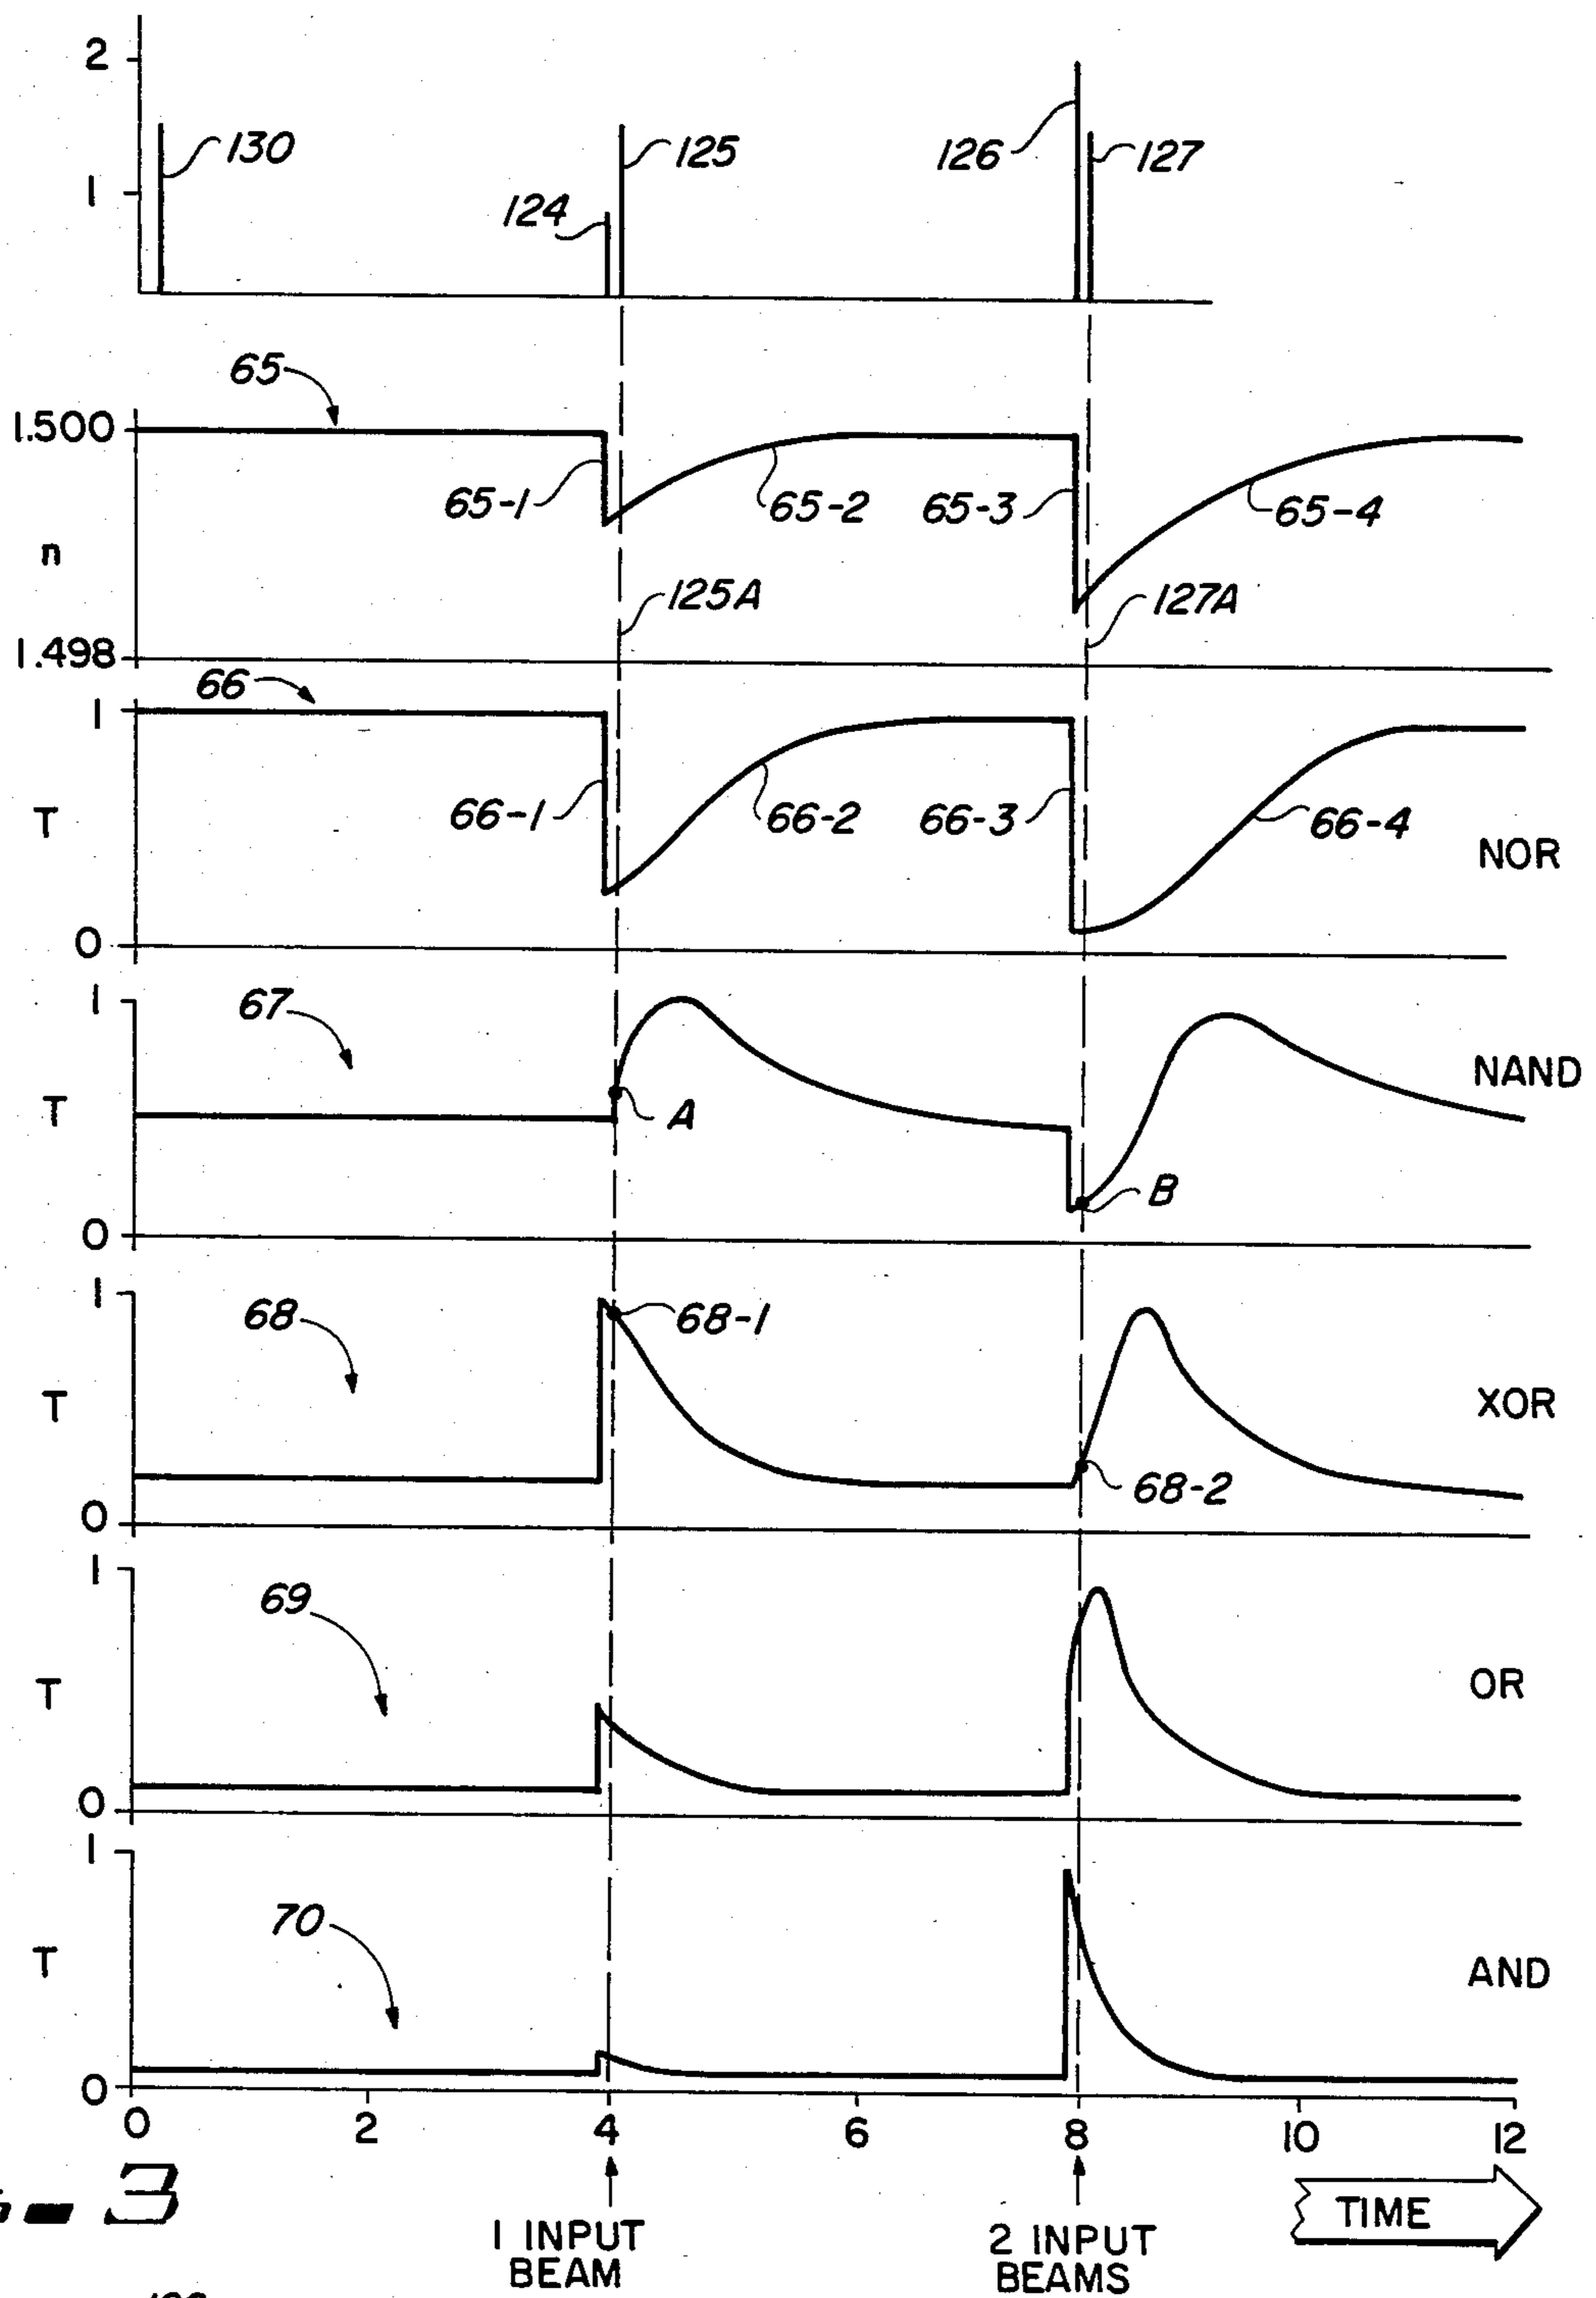 2
130
125
126
127
1
124
65
1.500
65-1
65-2
65-3
65-4
n
125A
127A
1.498
66
1
66-1
66-2
66-3
66-4
T
NOR
0
1
67
NAND
T
A
B
0
1
68
68-1
T
XOR
68-2
0
1
69
T
OR
0
1
70
T
AND
0
0 2 4 6 8 10 12
3
1 INPUT
BEAM
2 INPUT
BEAMS
TIME